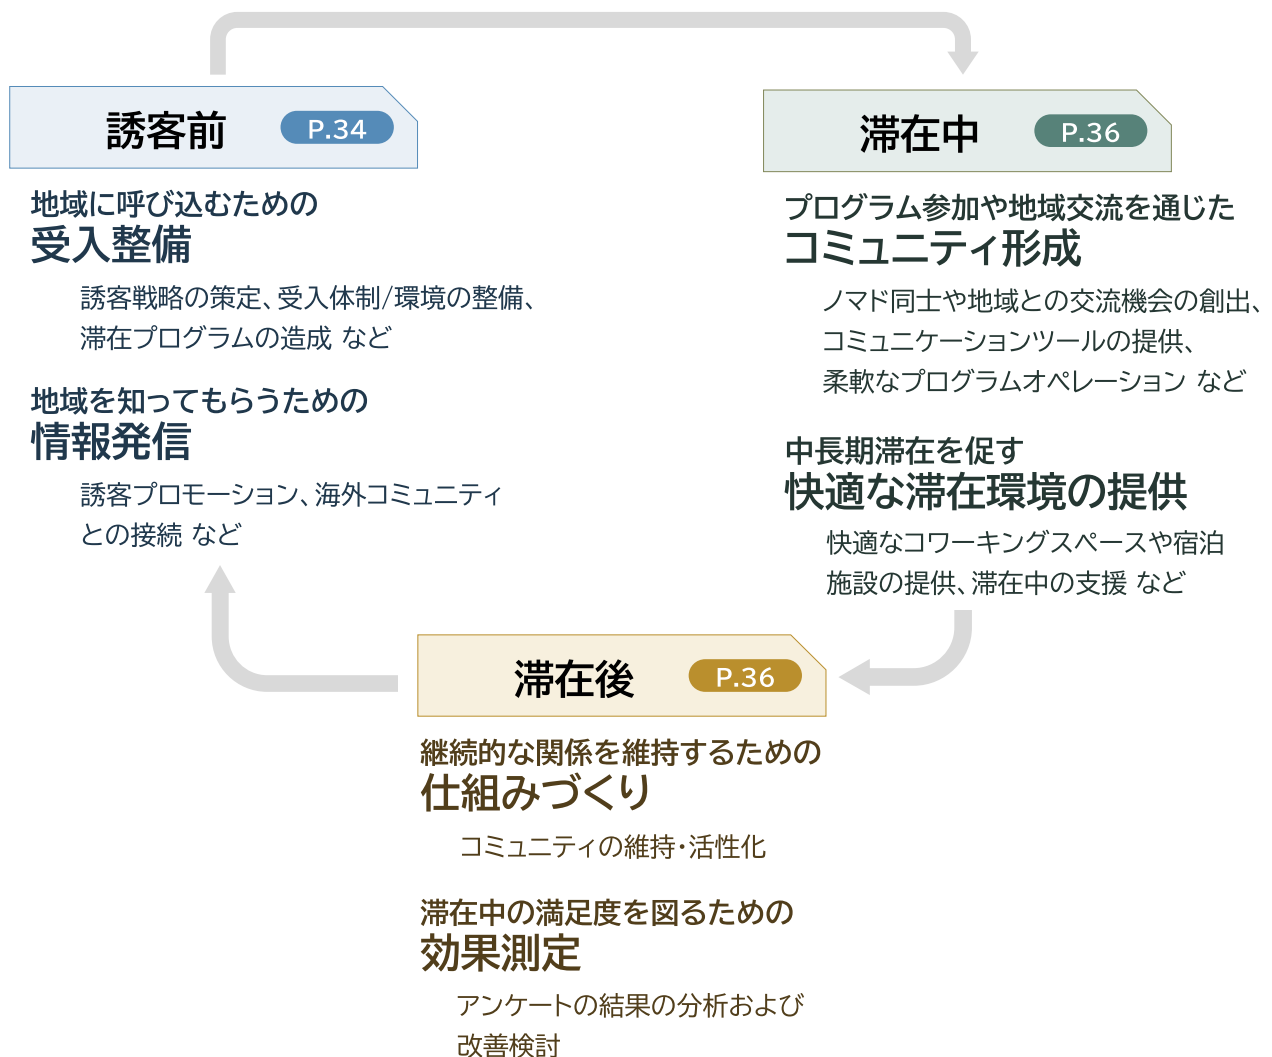 誘客前 P.34
地域に呼び込むための
受入整備
誘客戦略の策定、受入体制/環境の整備、
滞在プログラムの造成 など
地域を知ってもらうための
情報発信
誘客プロモーション、海外コミュニティ
との接続 など
滞在中 P.36
プログラム参加や地域交流を通じた
コミュニティ形成
ノマド同士や地域との交流機会の創出、
コミュニケーションツールの提供、
柔軟なプログラムオペレーション など
中長期滞在を促す
快適な滞在環境の提供
快適なコワーキングスペースや宿泊
施設の提供、滞在中の支援 など
滞在後 P.36
継続的な関係を維持するための
仕組みづくり
コミュニティの維持・活性化
滞在中の満足度を図るための
効果測定
アンケートの結果の分析および
改善検討